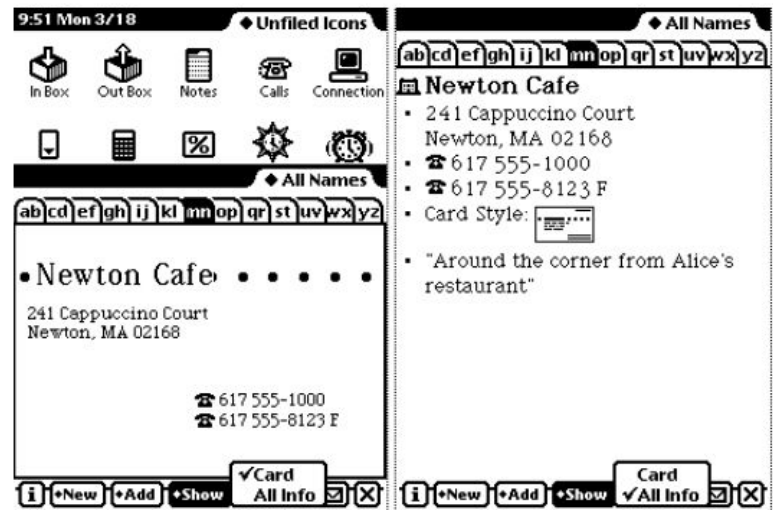 9:51 Mon 3/18
◆Unfiled Icons
In Box
Out Box
Notes
Calls
Connection
%
◆All Names
ab cd ef gh ij kl mn op qr st uv wx yz
Newton Cafe
241 Cappuccino Court
Newton, MA 02168
☎617 555-1000
☎617 555-8123 F
✓Card
All Info
i
◆New
◆Add
◆Show
X
◆All Names
ab cd ef gh ij kl mn op qr st uv wx yz
Newton Cafe
• 241 Cappuccino Court
Newton, MA 02168
• ☎617 555-1000
• ☎617 555-8123 F
• Card Style:
• "Around the corner from Alice's
restaurant"
Card
✓All Info
i
◆New
◆Add
◆Show
X